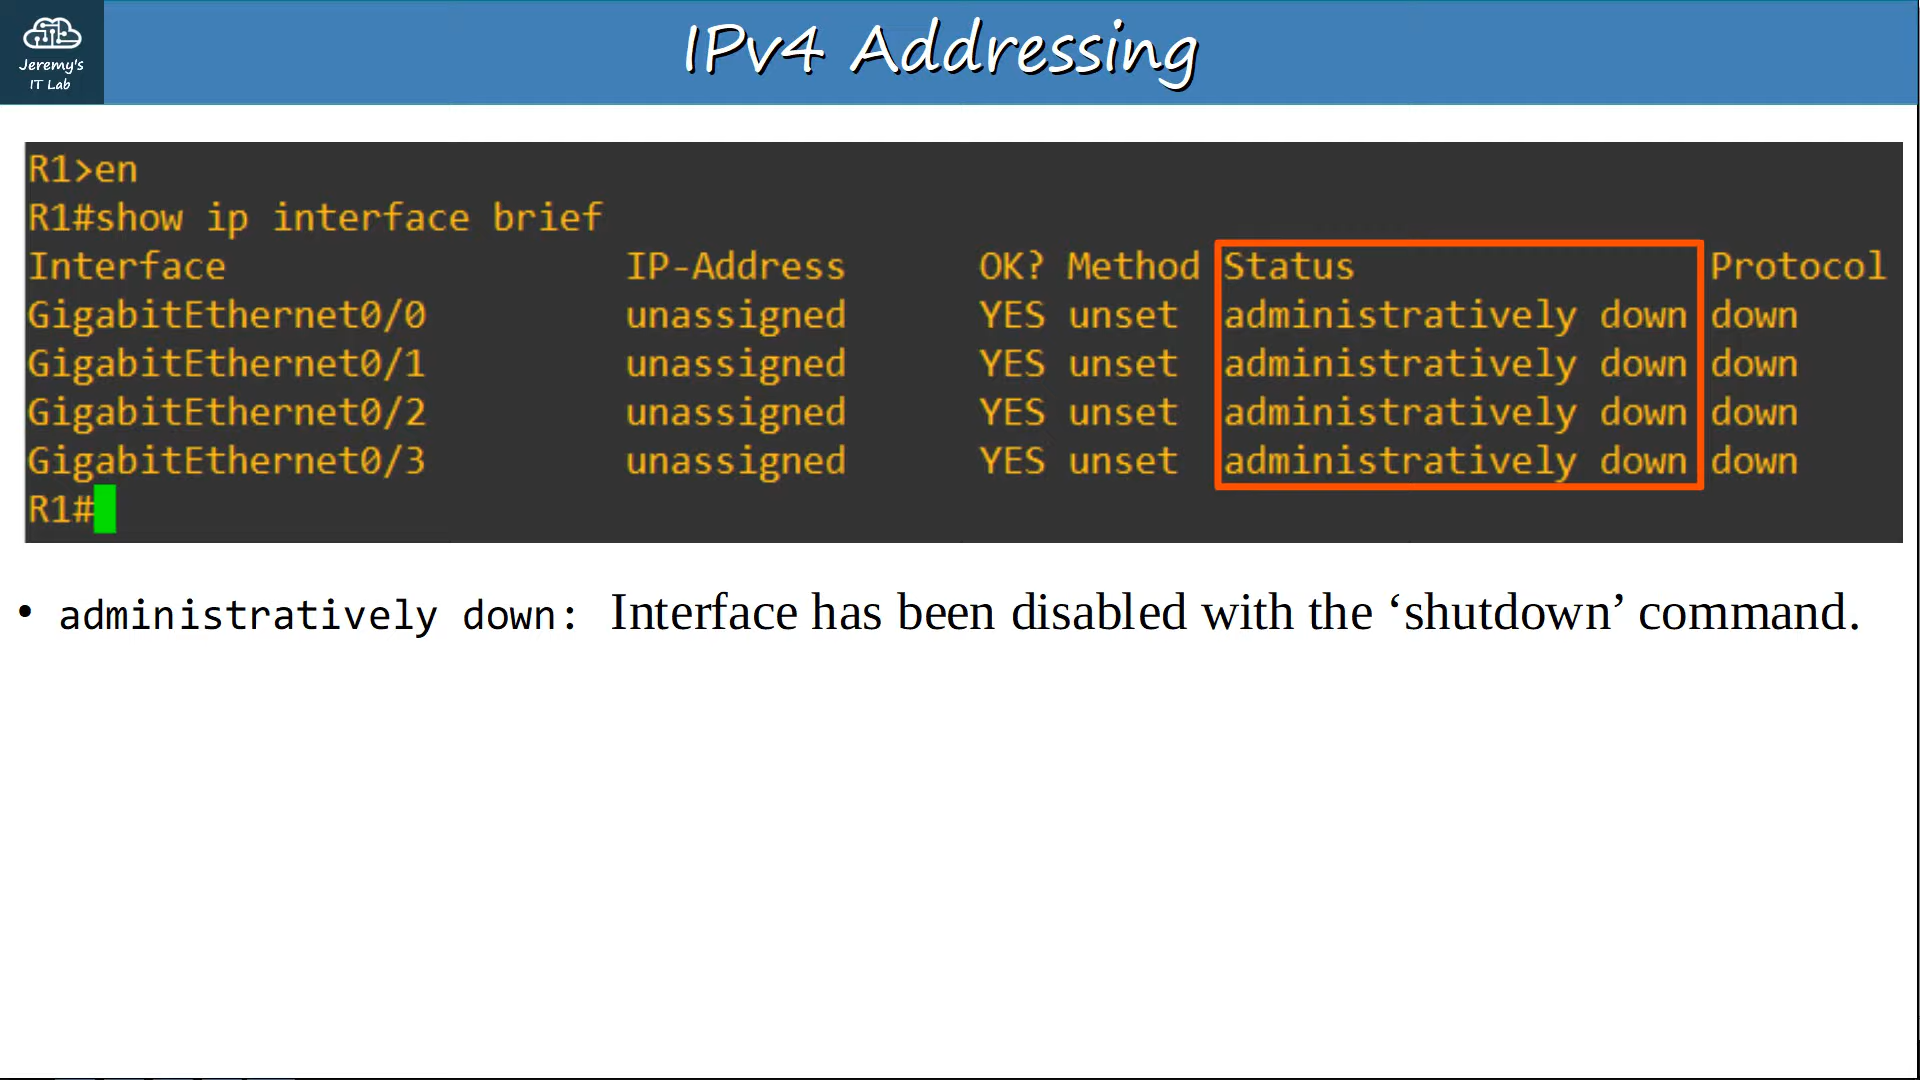 Jeremy's
IT Lab
IPv4 Addressing
R1>en
R1#show ip interface brief
Interface IP-Address OK? Method Status Protocol
GigabitEthernet0/0 unassigned YES unset administratively down down
GigabitEthernet0/1 unassigned YES unset administratively down down
GigabitEthernet0/2 unassigned YES unset administratively down down
GigabitEthernet0/3 unassigned YES unset administratively down down
R1#
• administratively down: Interface has been disabled with the ‘shutdown’ command.